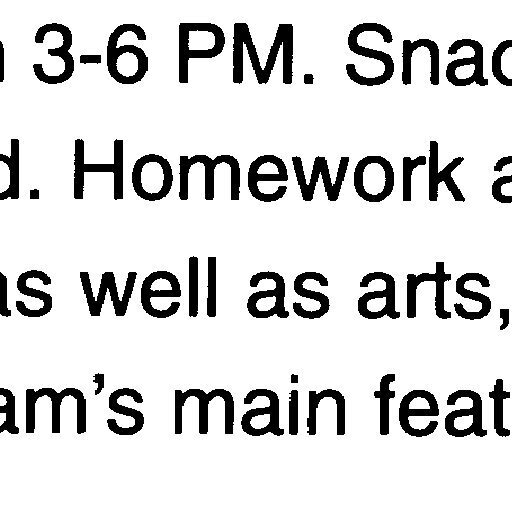 3-6 PM. Snac
d. Homework a
as well as arts,
am's main feat